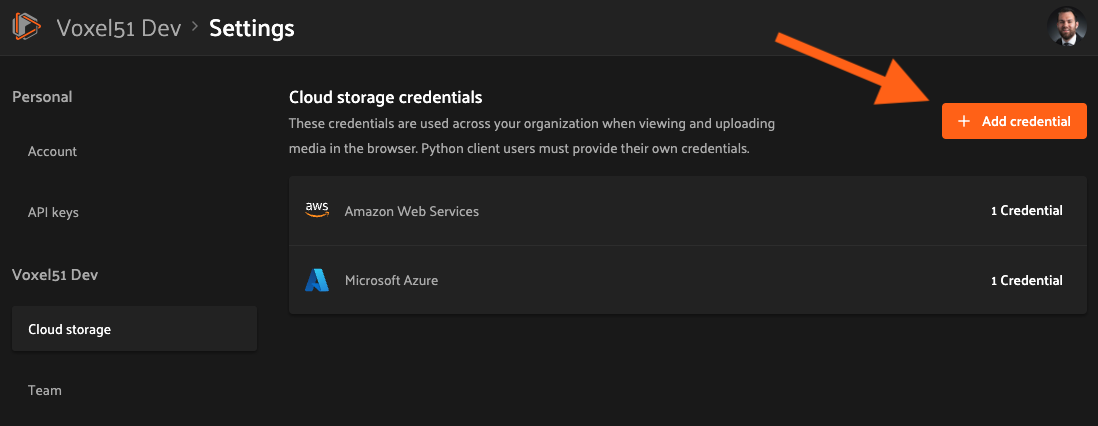 Voxel51 Dev > Settings
Personal
Account
API keys
Voxel51 Dev
Cloud storage
Team
Cloud storage credentials
These credentials are used across your organization when viewing and uploading
media in the browser. Python client users must provide their own credentials.
+ Add credential
aws Amazon Web Services 1 Credential
Microsoft Azure 1 Credential